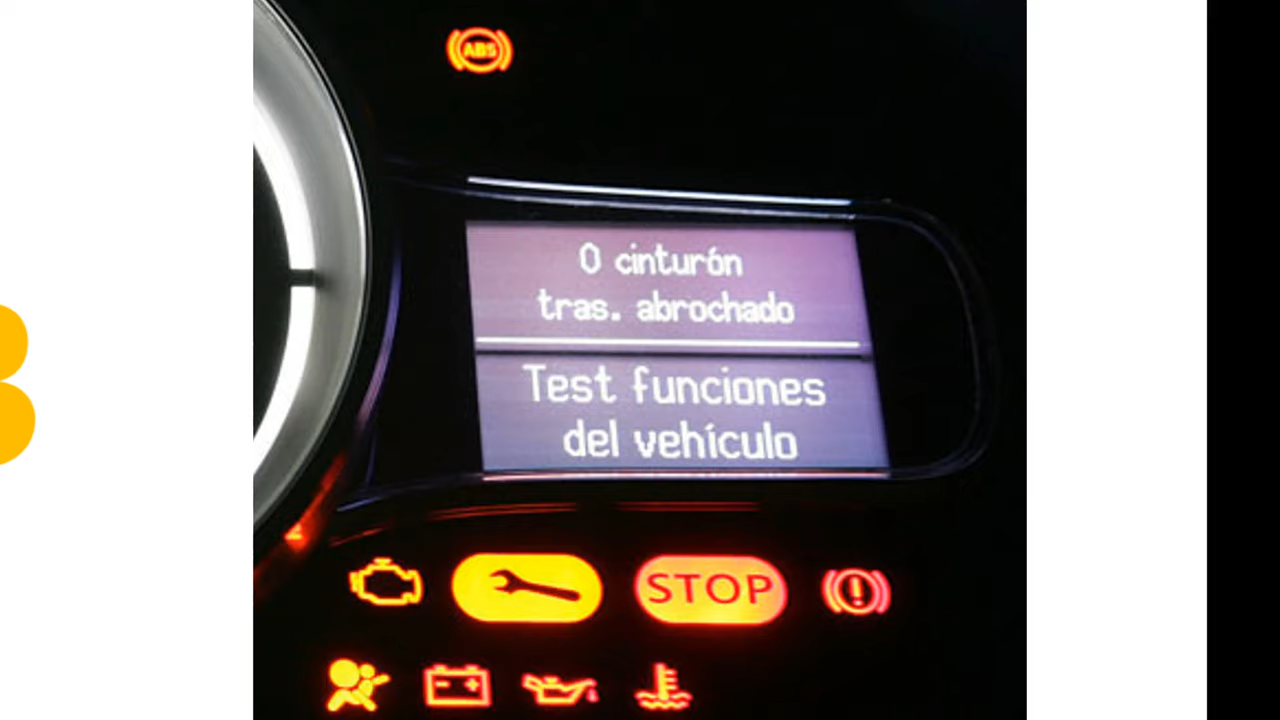 ABS
0 cinturón
tras. abrochado
Test funciones
del vehículo
STOP